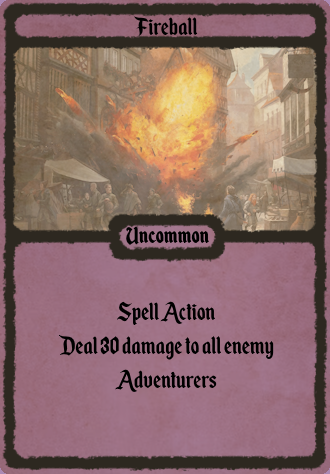 Fireball
Uncommon
Spell Action
Deal 30 damage to all enemy
Adventurers